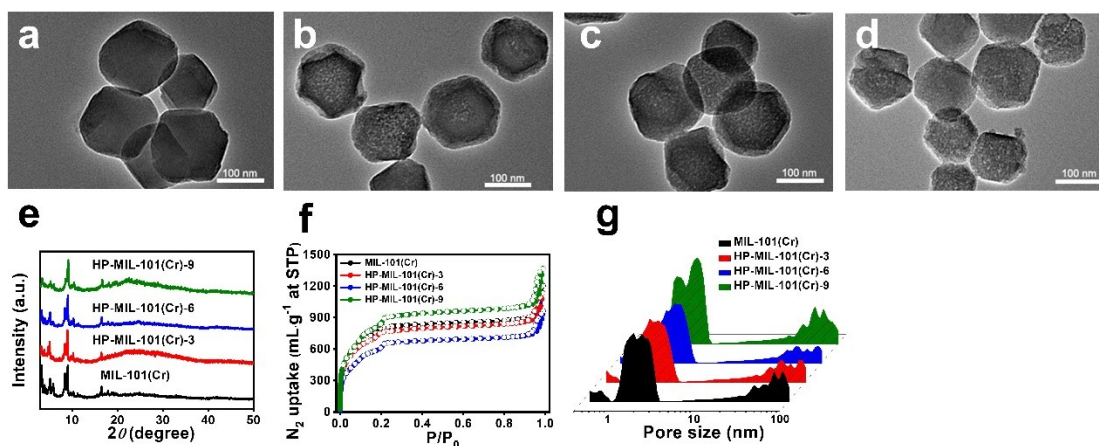 a
b
c
d
100 nm
100 nm
100 nm
100 nm
e
f
g
Intensity (a.u.)
HP-MIL-101(Cr)-9
HP-MIL-101(Cr)-6
HP-MIL-101(Cr)-3
MIL-101(Cr)
10 20 30 40 50
2θ (degree)
N2 uptake (mL·g-1 at STP)
1500
1200
900
600
300
0
MIL-101(Cr)
HP-MIL-101(Cr)-3
HP-MIL-101(Cr)-6
HP-MIL-101(Cr)-9
0.0 0.2 0.4 0.6 0.8 1.0
P/P0
MIL-101(Cr)
HP-MIL-101(Cr)-3
HP-MIL-101(Cr)-6
HP-MIL-101(Cr)-9
1 10 100
Pore size (nm)